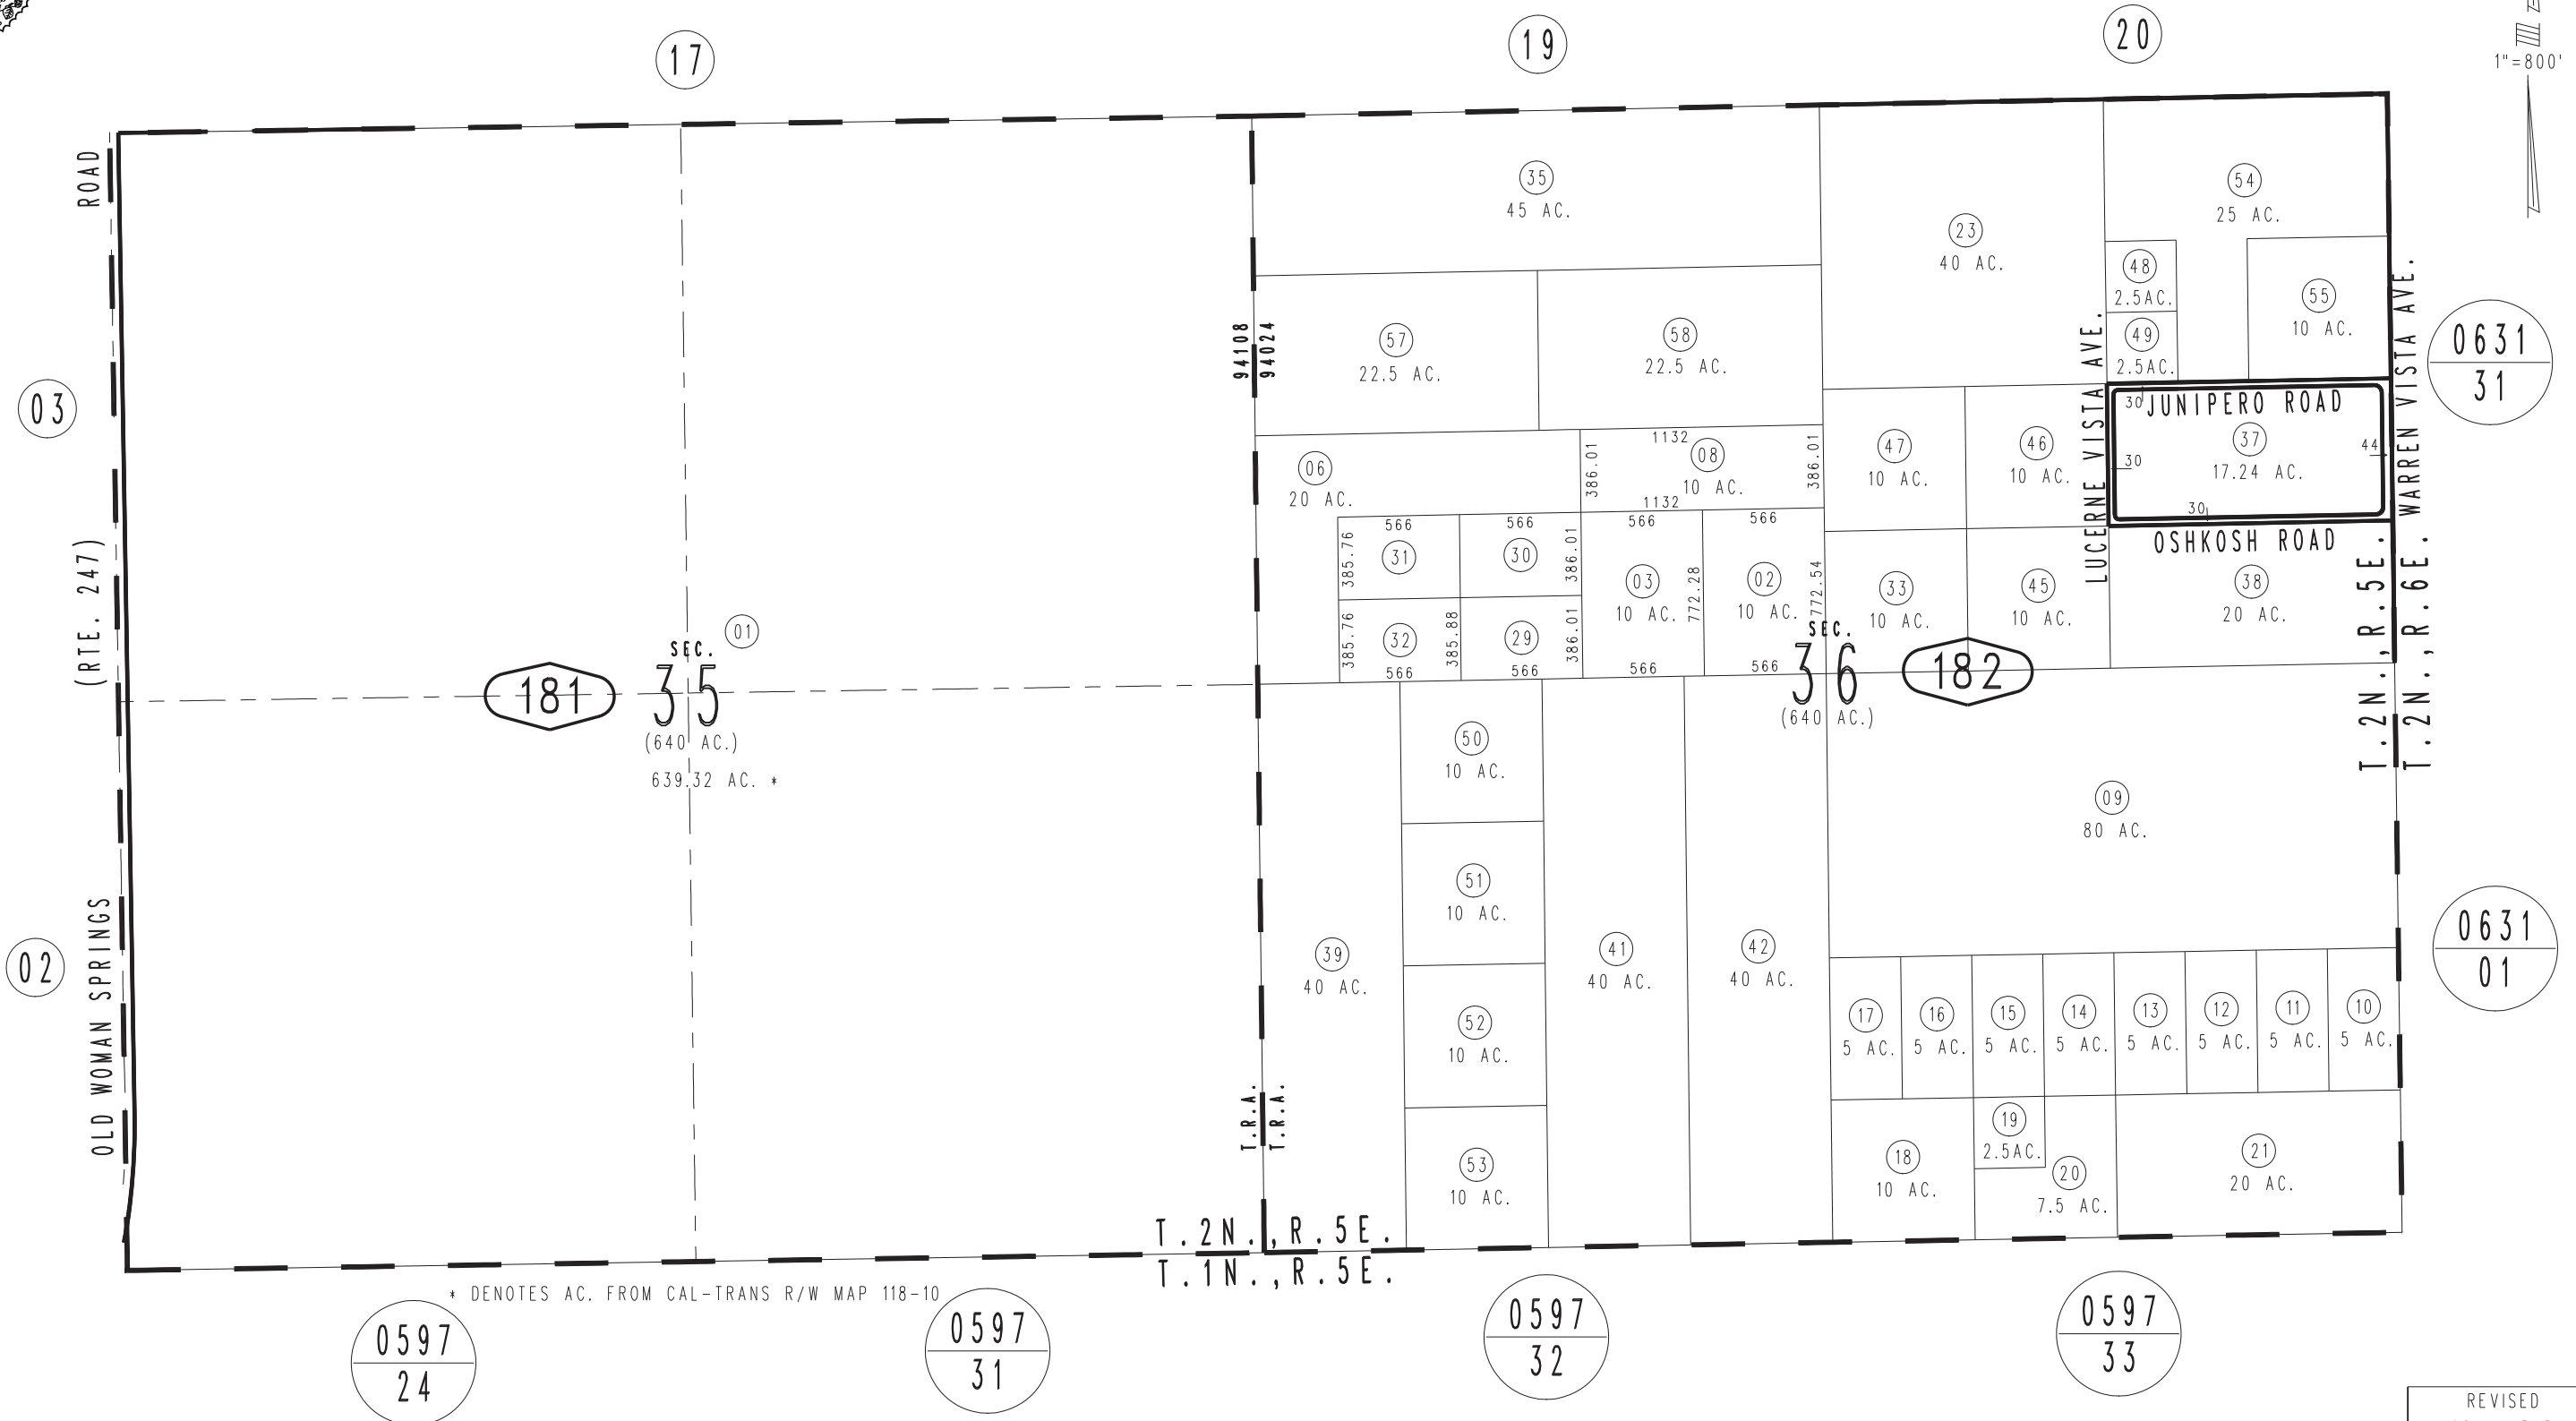 17
19
20
1"=800'
ROAD
35
45 AC.
23
40 AC.
54
25 AC.
48
2.5AC.
49
2.5AC.
55
10 AC.
94108
94024
57
22.5 AC.
58
22.5 AC.
LUCERNE VISTA AVE.
WARREN VISTA AVE.
0631
31
03
06
20 AC.
386.01
1132
08
10 AC.
1132
386.01
47
10 AC.
46
10 AC.
30
JUNIPERO ROAD
37
17.24 AC.
44
30
30
OSHKOSH ROAD
(RTE. 247)
566
566
566
566
385.76
31
30
386.01
03
10 AC.
772.28
02
10 AC.
772.54
33
10 AC.
45
10 AC.
38
20 AC.
385.76
32
385.88
29
386.01
566
566
566
566
01
SEC.
35
(640 AC.)
639.32 AC. *
181
SEC.
36
(640 AC.)
182
T.2N.,R.5E.
T.2N.,R.6E.
50
10 AC.
51
10 AC.
52
10 AC.
53
10 AC.
09
80 AC.
02
OLD WOMAN SPRINGS
39
40 AC.
41
40 AC.
42
40 AC.
0631
01
17
5 AC.
16
5 AC.
15
5 AC.
14
5 AC.
13
5 AC.
12
5 AC.
11
5 AC.
10
5 AC.
T.R.A.
T.R.A.
18
10 AC.
19
2.5AC.
20
7.5 AC.
21
20 AC.
T.2N.,R.5E.
T.1N.,R.5E.
* DENOTES AC. FROM CAL-TRANS R/W MAP 118-10
0597
24
0597
31
0597
32
0597
33
REVISED